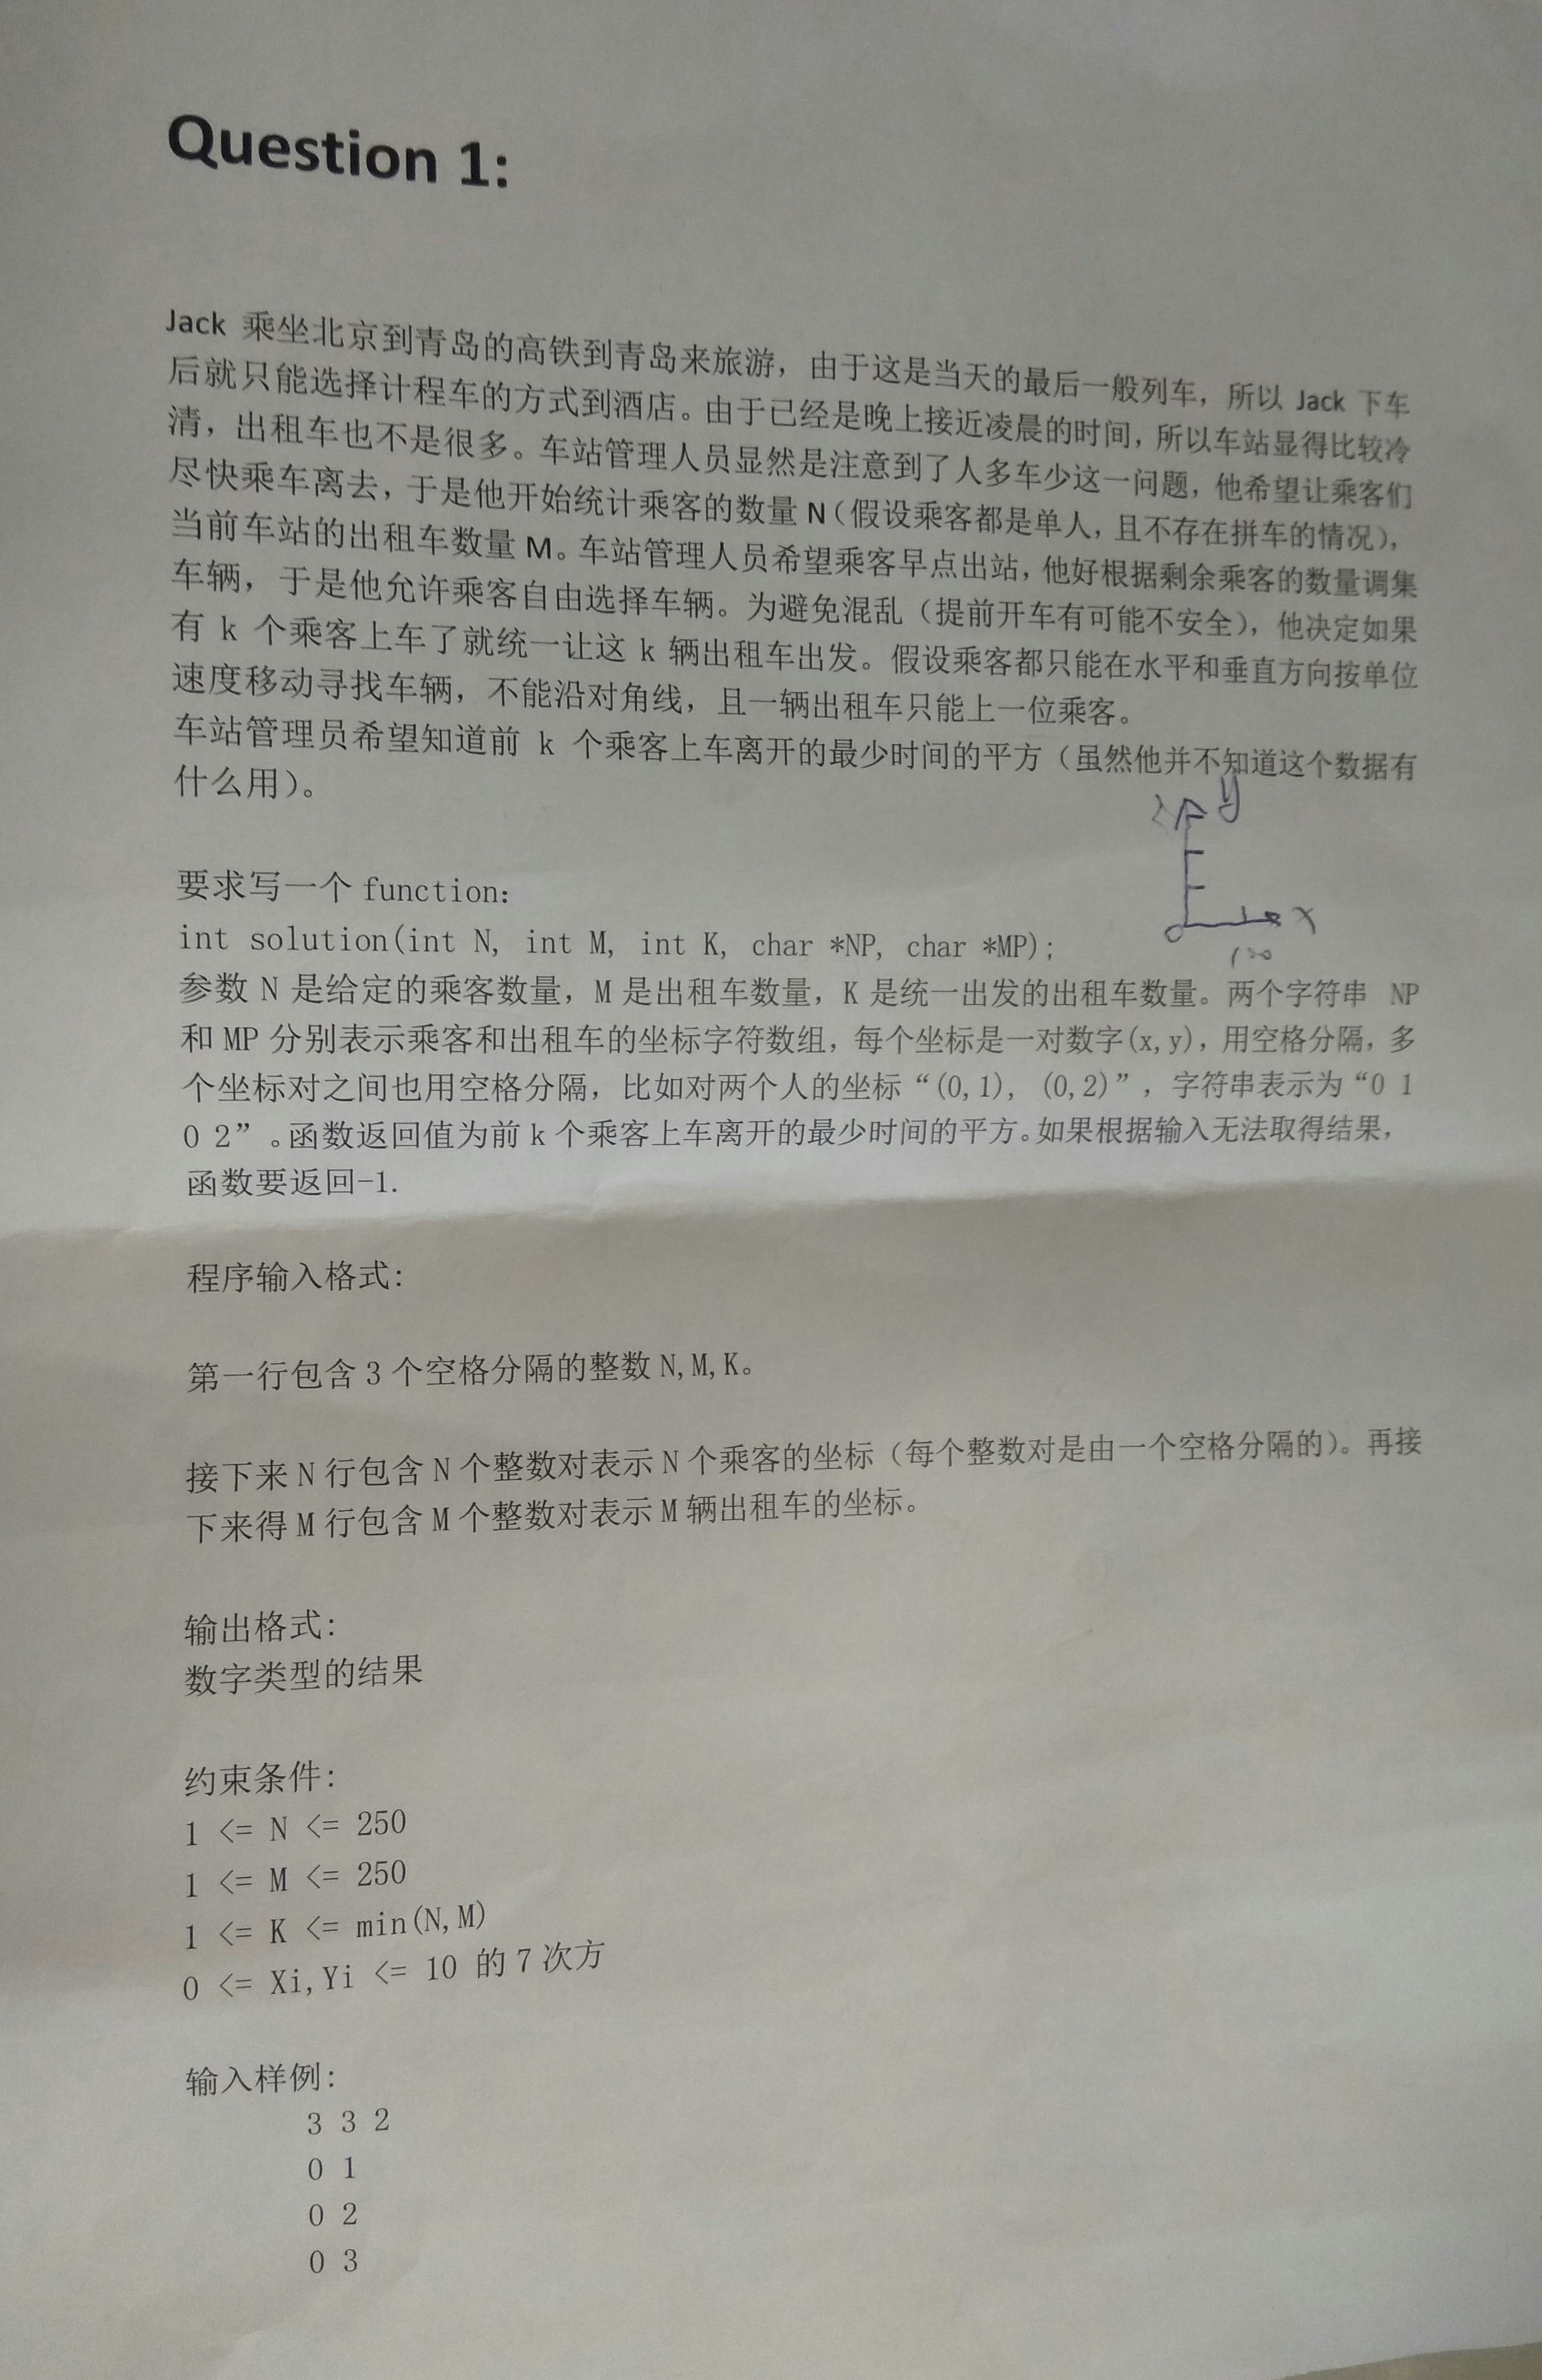 Question 1:
Jack 乘坐北京到青岛的高铁到青岛来旅游，由于这是当天的最后一般列车，所以 Jack 下车
后就只能选择计程车的方式到酒店。由于已经是晚上接近凌晨的时间，所以车站显得比较冷
清，出租车也不是很多。车站管理人员显然是注意到了人多车少这一问题，他希望让乘客们
尽快乘车离去，于是他开始统计乘客的数量 N（假设乘客都是单人，且不存在拼车的情况），
当前车站的出租车数量 M。车站管理人员希望乘客早点出站，他好根据剩余乘客的数量调集
车辆，于是他允许乘客自由选择车辆。为避免混乱（提前开车有可能不安全），他决定如果
有 k 个乘客上车了就统一让这 k 辆出租车出发。假设乘客都只能在水平和垂直方向按单位
速度移动寻找车辆，不能沿对角线，且一辆出租车只能上一位乘客。
车站管理员希望知道前 k 个乘客上车离开的最少时间的平方（虽然他并不知道这个数据有
什么用）。
y
0 x
要求写一个 function：
int solution(int N, int M, int K, char *NP, char *MP);
参数 N 是给定的乘客数量，M 是出租车数量，K 是统一出发的出租车数量。两个字符串 NP
和 MP 分别表示乘客和出租车的坐标字符数组，每个坐标是一对数字(x,y)，用空格分隔，多
个坐标对之间也用空格分隔，比如对两个人的坐标“(0,1), (0,2)”，字符串表示为“0 1
0 2”。函数返回值为前 k 个乘客上车离开的最少时间的平方。如果根据输入无法取得结果，
函数要返回-1.
程序输入格式：
第一行包含 3 个空格分隔的整数 N,M,K。
接下来 N 行包含 N 个整数对表示 N 个乘客的坐标（每个整数对是由一个空格分隔的）。再接
下来得 M 行包含 M 个整数对表示 M 辆出租车的坐标。
输出格式：
数字类型的结果
约束条件：
1 <= N <= 250
1 <= M <= 250
1 <= K <= min(N,M)
0 <= Xi,Yi <= 10 的 7 次方
输入样例：
3 3 2
0 1
0 2
0 3